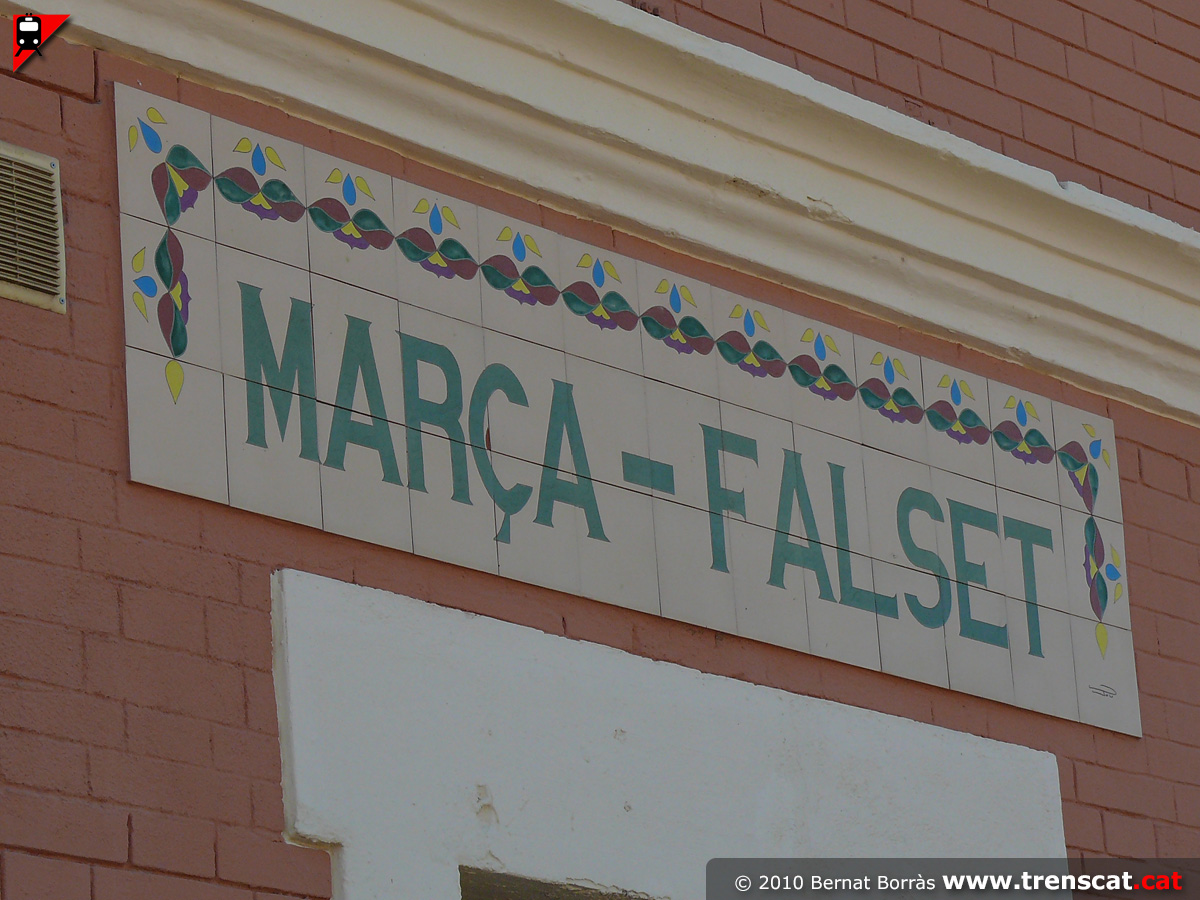 MARÇA - FALSET
© 2010 Bernat Borràs www.trenscat.cat